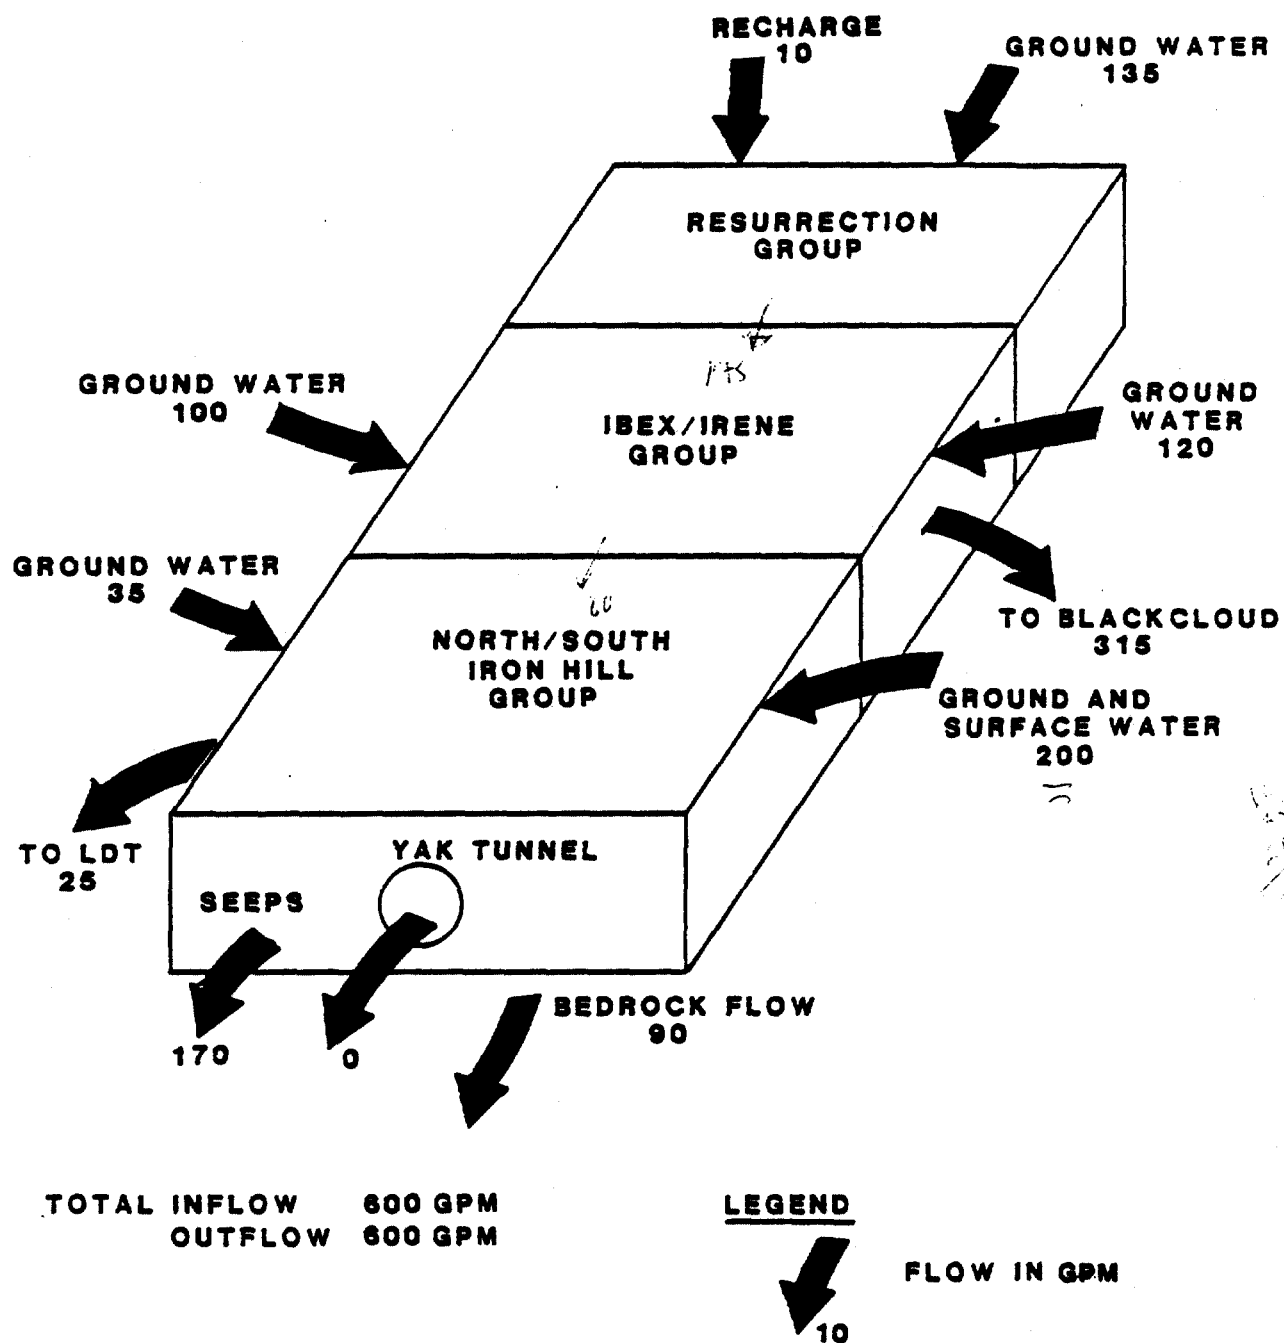 RECHARGE
10
GROUND WATER
135
RESURRECTION
GROUP
GROUND WATER
100
IBEX/IRENE
GROUP
GROUND
WATER
120
GROUND WATER
35
NORTH/SOUTH
IRON HILL
GROUP
TO BLACKCLOUD
315
GROUND AND
SURFACE WATER
200
TO LDT
25
YAK TUNNEL
SEEPS
170
0
BEDROCK FLOW
90
TOTAL INFLOW 600 GPM
OUTFLOW 600 GPM
LEGEND
FLOW IN GPM
10